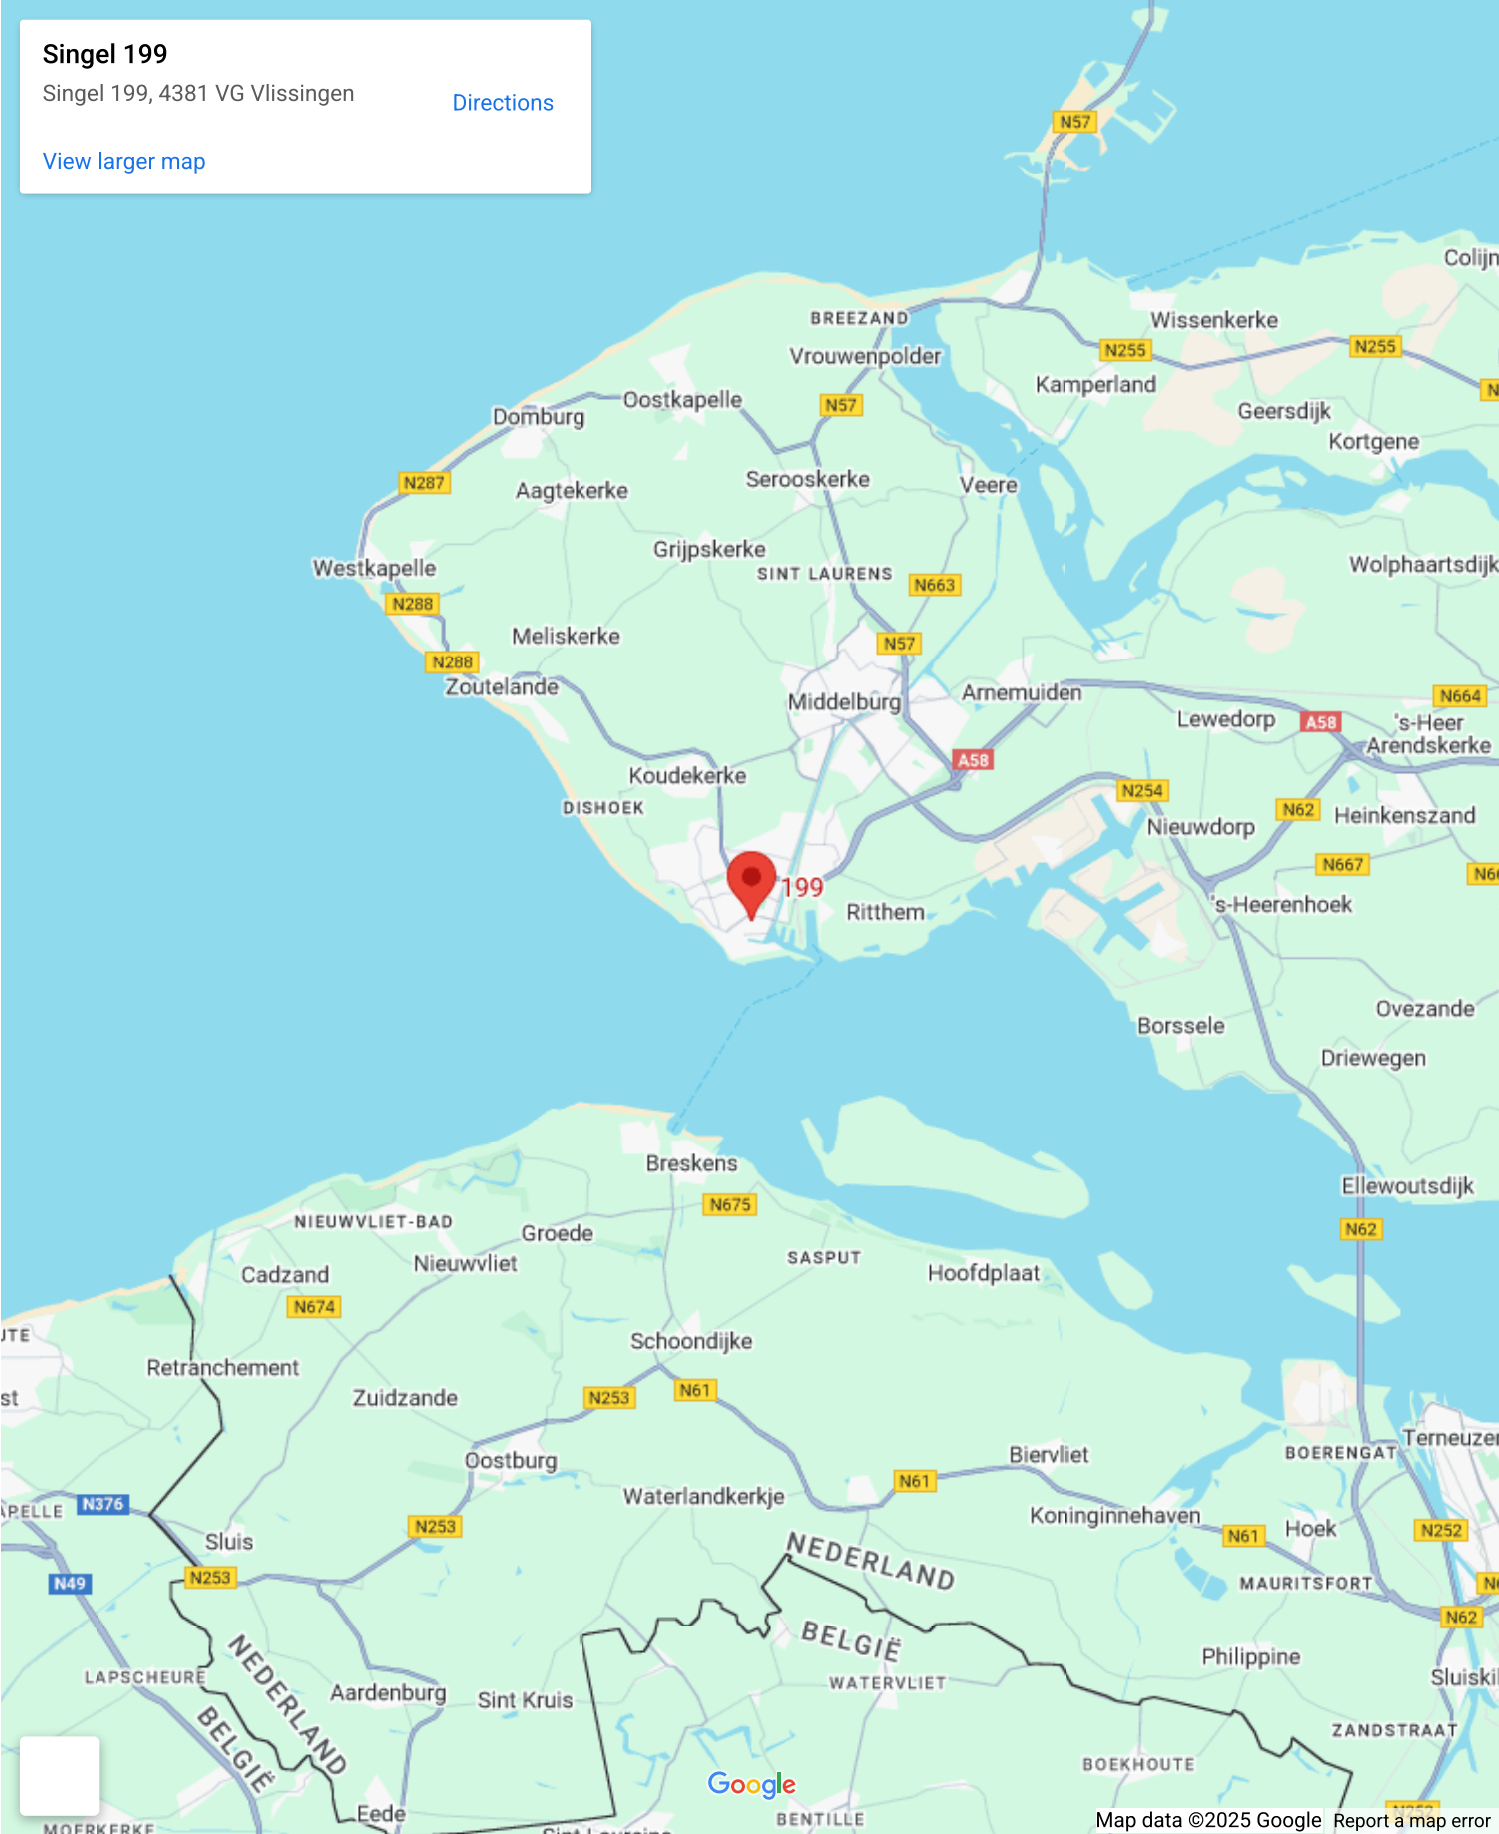 Singel 199
Singel 199, 4381 VG Vlissingen
Directions
View larger map
N57
Colijn
BREEZAND
Wissenkerke
Vrouwenpolder
N255
N255
Kamperland
Oostkapelle
N57
Domburg
Geersdijk
Kortgene
N287
Aagtekerke
Serooskerke
Veere
Grijpskerke
Westkapelle
SINT LAURENS
N663
Wolphaartsdijk
N288
Meliskerke
N57
N288
Zoutelande
Middelburg
Arnemuiden
N664
Lewedorp
A58
's-Heer
Arendskerke
A58
Koudekerke
DISHOEK
N254
N62
Heinkenszand
Nieuwdorp
N667
199
Ritthem
's-Heerenhoek
Borssele
Ovezande
Driewegen
Breskens
Ellewoutsdijk
N675
NIEUWVLIET-BAD
Groede
N62
Nieuwvliet
SASPUT
Cadzand
Hoofdplaat
N674
Schoondijke
Retranchement
N253
N61
Zuidzande
Oostburg
Biervliet
BOERENGAT
Terneuzen
N61
Waterlandkerkje
N376
APELLE
Koninginnehaven
N253
N61
Hoek
N252
Sluis
NEDERLAND
N49
N253
MAURITSFORT
N62
BELGIË
NEDERLAND
LAPSCHEURE
Philippine
Aardenburg
Sint Kruis
WATERVLIET
Sluiskil
BELGIË
ZANDSTRAAT
BOEKHOUTE
Google
Eede
BENTILLE
N252
MOERKERKE
Map data ©2025 Google
Report a map error